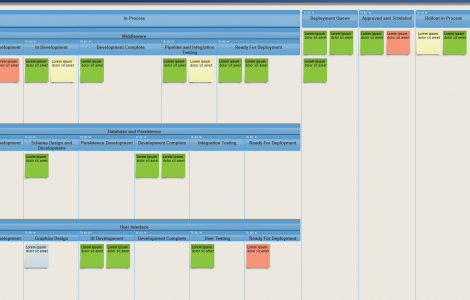 In Process
Deployment Queue
Approved and Scheduled
Rollout In Process
Middleware
Development
In Development
Development Complete
Pipeline and Integration
Testing
Ready For Deployment
Lorem ipsum
dolor sit amet
Lorem ipsum
dolor sit amet
Lorem ipsum
dolor sit amet
Lorem ipsum
dolor sit amet
Lorem ipsum
dolor sit amet
Lorem ipsum
dolor sit amet
Lorem ipsum
dolor sit amet
Lorem ipsum
dolor sit amet
Lorem ipsum
dolor sit amet
Lorem ipsum
dolor sit amet
Lorem ipsum
dolor sit amet
Lorem ipsum
dolor sit amet
Lorem ipsum
dolor sit amet
Lorem ipsum
dolor sit amet
Lorem ipsum
dolor sit amet
Database and Persistence
Schema Design and
Development
Persistence Development
Development Complete
Integration Testing
Ready For Deployment
Lorem ipsum
dolor sit amet
Lorem ipsum
dolor sit amet
Lorem ipsum
dolor sit amet
User Interface
Graphics Design
UI Development
Development Complete
User Testing
Ready For Deployment
Lorem ipsum
dolor sit amet
Lorem ipsum
dolor sit amet
Lorem ipsum
dolor sit amet
Lorem ipsum
dolor sit amet
Lorem ipsum
dolor sit amet